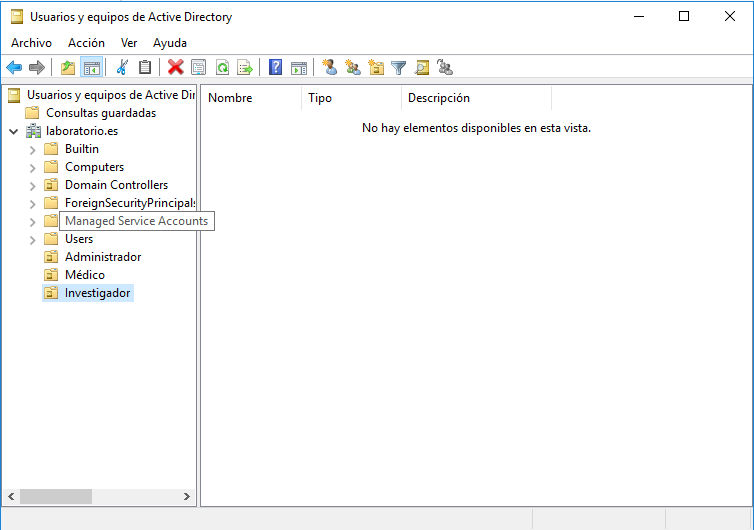 Usuarios y equipos de Active Directory
Archivo Acción Ver Ayuda
Usuarios y equipos de Active Dir
Consultas guardadas
laboratorio.es
Builtin
Computers
Domain Controllers
ForeignSecurityPrincipals
Managed Service Accounts
Users
Administrador
Médico
Investigador
Nombre Tipo Descripción
No hay elementos disponibles en esta vista.